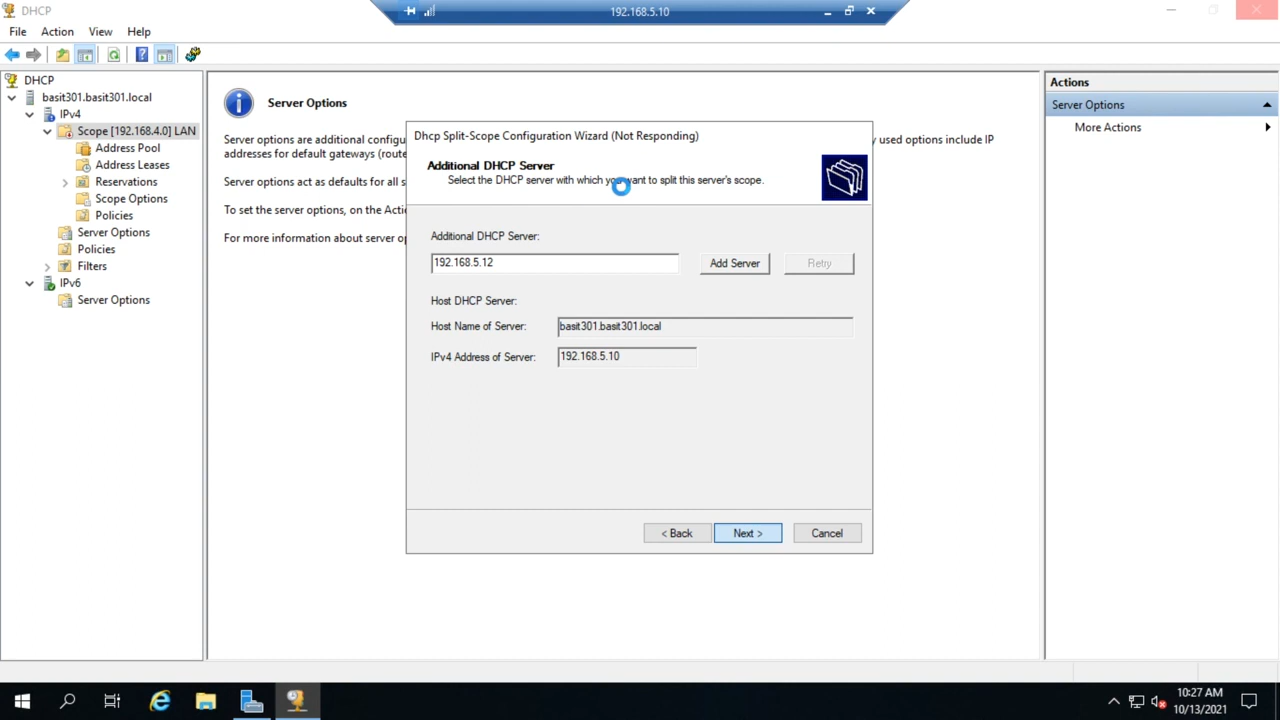 DHCP
192.168.5.10
File Action View Help
DHCP
basit301.basit301.local
IPv4
Scope [192.168.4.0] LAN
Address Pool
Address Leases
Reservations
Scope Options
Policies
Server Options
Policies
Filters
IPv6
Server Options
Server Options
Server options are additional configu
addresses for default gateways (route
Server options act as defaults for all s
To set the server options, on the Actio
For more information about server op
y used options include IP
Dhcp Split-Scope Configuration Wizard (Not Responding)
Additional DHCP Server
Select the DHCP server with which you want to split this server's scope.
Additional DHCP Server:
192.168.5.12
Add Server
Retry
Host DHCP Server:
Host Name of Server: basit301.basit301.local
IPv4 Address of Server: 192.168.5.10
< Back Next > Cancel
Actions
Server Options
More Actions
10:27 AM
10/13/2021